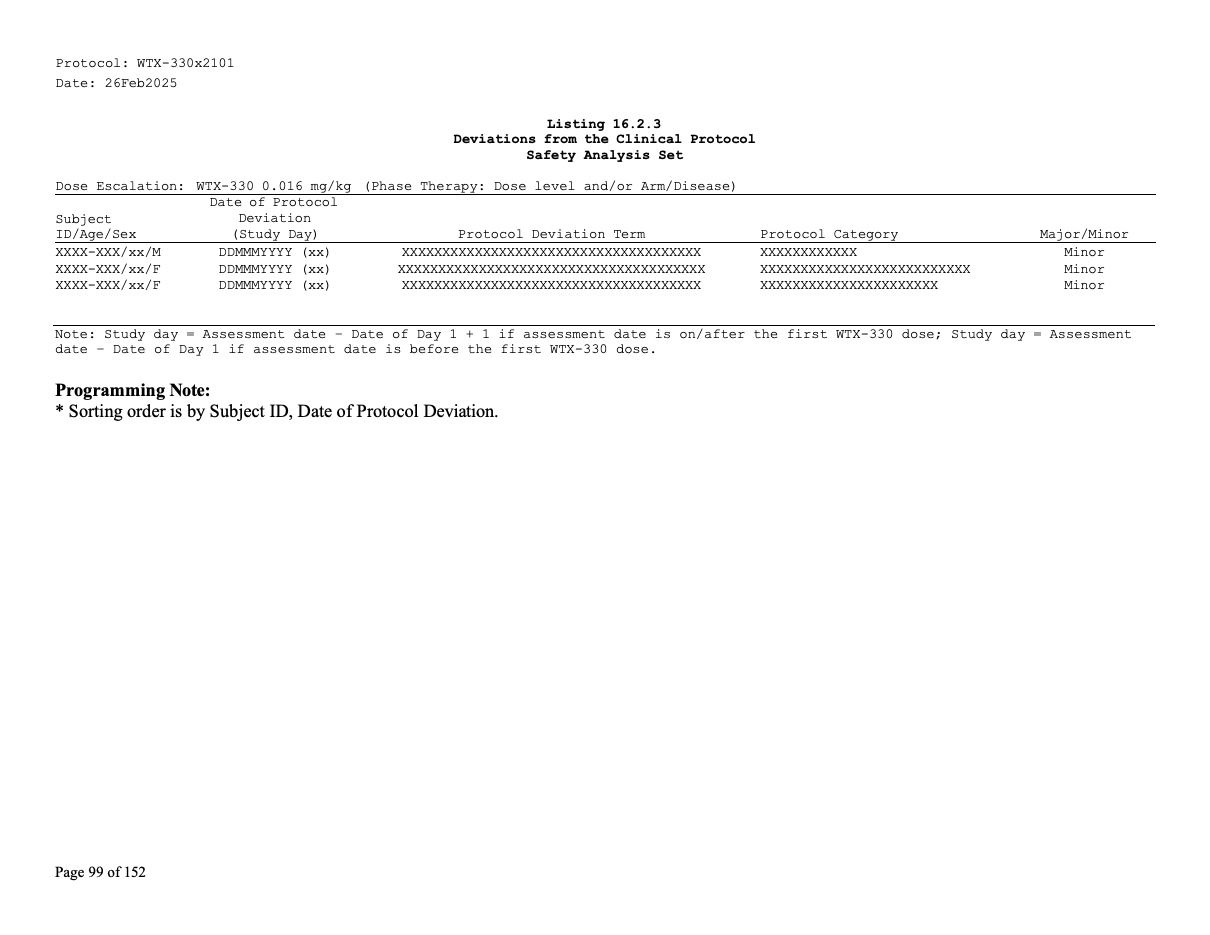 Protocol: WTX-330x2101
Date: 26Feb2025
Listing 16.2.3
Deviations from the Clinical Protocol
Safety Analysis Set
Dose Escalation: WTX-330 0.016 mg/kg (Phase Therapy: Dose level and/or Arm/Disease)
Date of Protocol
Subject Deviation
ID/Age/Sex (Study Day) Protocol Deviation Term Protocol Category Major/Minor
XXXX-XXX/xx/M DDMMMYYYY (xx) XXXXXXXXXXXXXXXXXXXXXXXXXXXXXXXXXXXXX XXXXXXXXXXXX Minor
XXXX-XXX/xx/F DDMMMYYYY (xx) XXXXXXXXXXXXXXXXXXXXXXXXXXXXXXXXXXXXXX XXXXXXXXXXXXXXXXXXXXXXXXXX Minor
XXXX-XXX/xx/F DDMMMYYYY (xx) XXXXXXXXXXXXXXXXXXXXXXXXXXXXXXXXXXXXX XXXXXXXXXXXXXXXXXXXXXX Minor
Note: Study day = Assessment date – Date of Day 1 + 1 if assessment date is on/after the first WTX-330 dose; Study day = Assessment
date – Date of Day 1 if assessment date is before the first WTX-330 dose.
Programming Note:
* Sorting order is by Subject ID, Date of Protocol Deviation.
Page 99 of 152